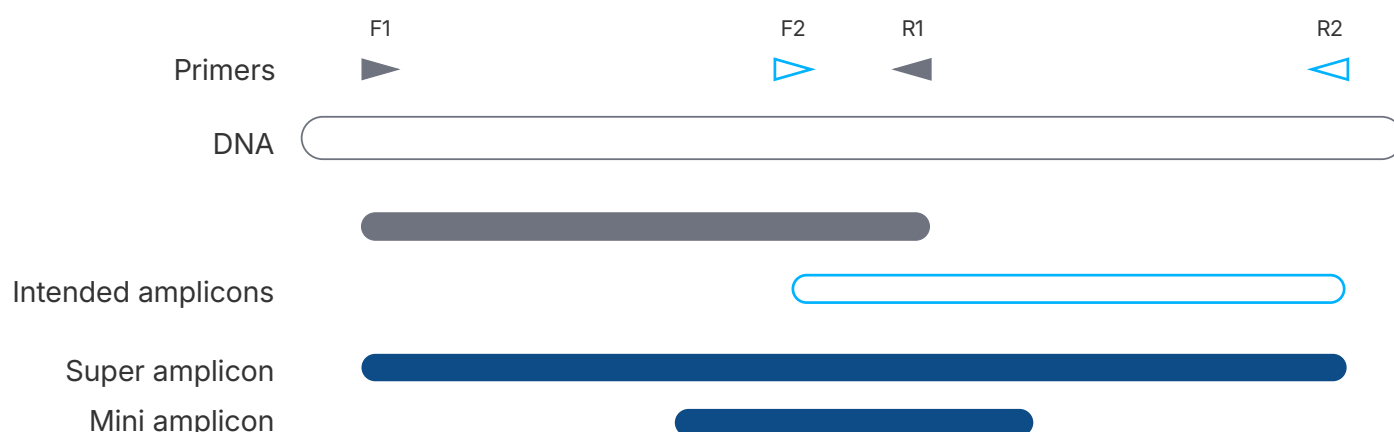 F1 F2 R1 R2
Primers
DNA
Intended amplicons
Super amplicon
Mini amplicon